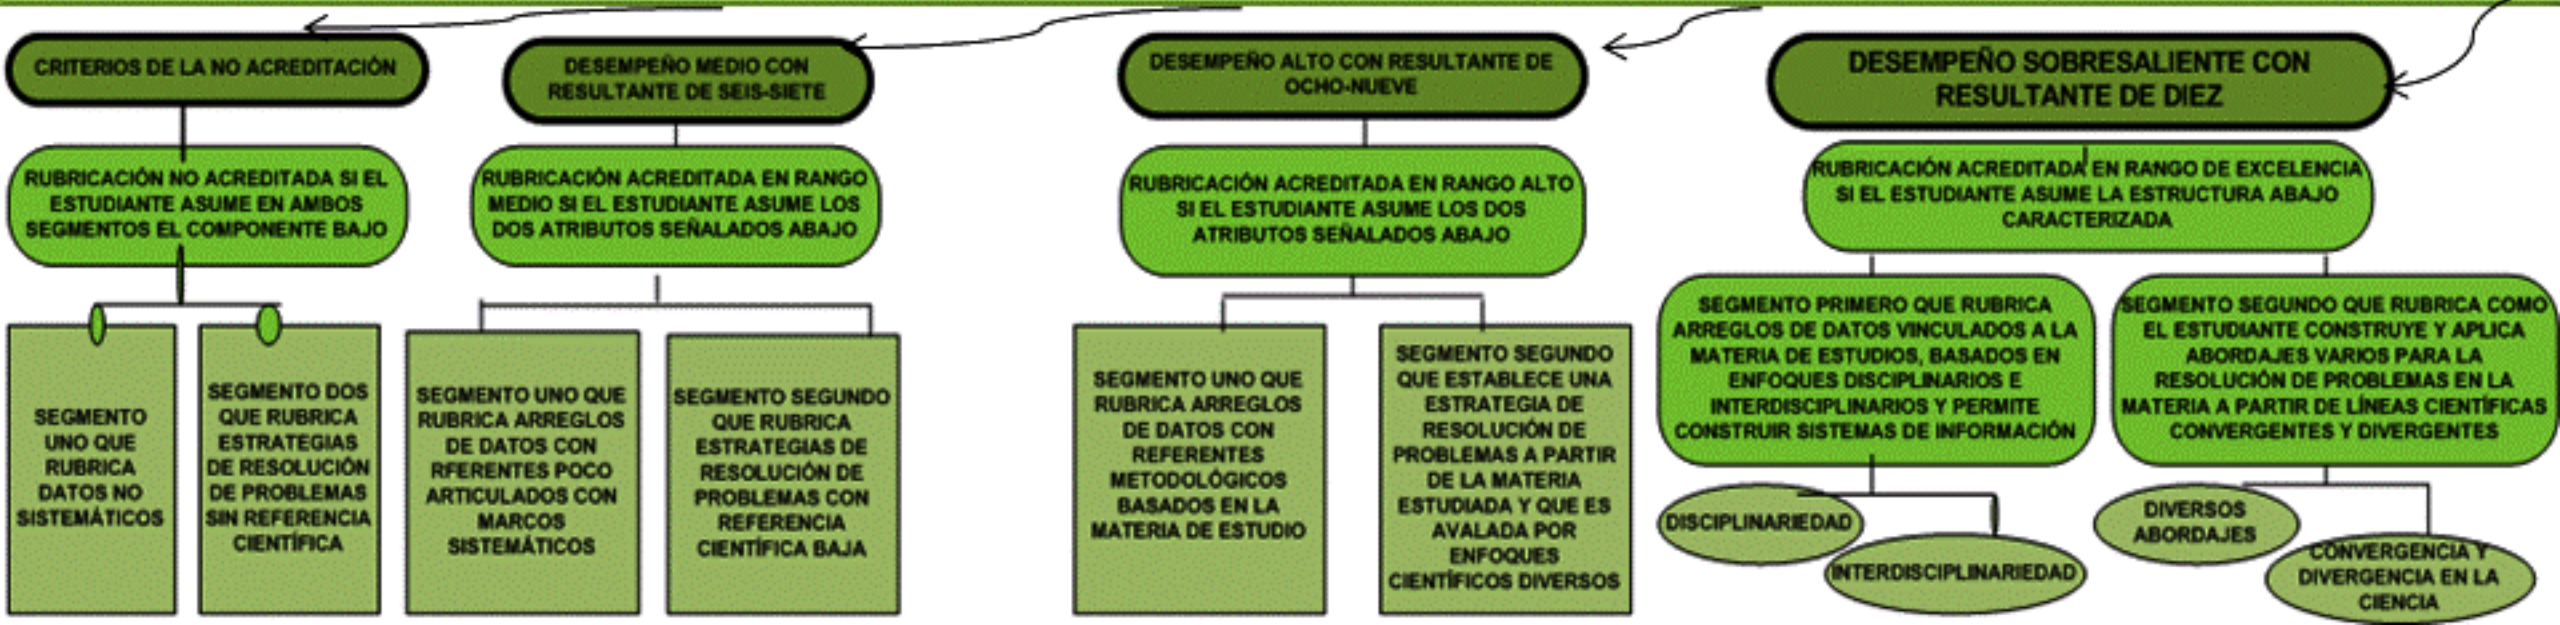 CRITERIOS DE LA NO ACREDITACIÓN
RUBRICACIÓN NO ACREDITADA SI EL
ESTUDIANTE ASUME EN AMBOS
SEGMENTOS EL COMPONENTE BAJO
SEGMENTO
UNO QUE
RUBRICA
DATOS NO
SISTEMÁTICOS
SEGMENTO DOS
QUE RUBRICA
ESTRATEGIAS
DE RESOLUCIÓN
DE PROBLEMAS
SIN REFERENCIA
CIENTÍFICA
DESEMPEÑO MEDIO CON
RESULTANTE DE SEIS-SIETE
RUBRICACIÓN ACREDITADA EN RANGO
MEDIO SI EL ESTUDIANTE ASUME LOS
DOS ATRIBUTOS SEÑALADOS ABAJO
SEGMENTO UNO QUE
RUBRICA ARREGLOS
DE DATOS CON
RFERENTES POCO
ARTICULADOS CON
MARCOS
SISTEMÁTICOS
SEGMENTO SEGUNDO
QUE RUBRICA
ESTRATEGIAS DE
RESOLUCIÓN DE
PROBLEMAS CON
REFERENCIA
CIENTÍFICA BAJA
DESEMPEÑO ALTO CON RESULTANTE DE
OCHO-NUEVE
RUBRICACIÓN ACREDITADA EN RANGO ALTO
SI EL ESTUDIANTE ASUME LOS DOS
ATRIBUTOS SEÑALADOS ABAJO
SEGMENTO UNO QUE
RUBRICA ARREGLOS
DE DATOS CON
REFERENTES
METODOLÓGICOS
BASADOS EN LA
MATERIA DE ESTUDIO
SEGMENTO SEGUNDO
QUE ESTABLECE UNA
ESTRATEGIA DE
RESOLUCIÓN DE
PROBLEMAS A PARTIR
DE LA MATERIA
ESTUDIADA Y QUE ES
AVALADA POR
ENFOQUES
CIENTÍFICOS DIVERSOS
DESEMPEÑO SOBRESALIENTE CON
RESULTANTE DE DIEZ
RUBRICACIÓN ACREDITADA EN RANGO DE EXCELENCIA
SI EL ESTUDIANTE ASUME LA ESTRUCTURA ABAJO
CARACTERIZADA
SEGMENTO PRIMERO QUE RUBRICA
ARREGLOS DE DATOS VINCULADOS A LA
MATERIA DE ESTUDIOS, BASADOS EN
ENFOQUES DISCIPLINARIOS E
INTERDISCIPLINARIOS Y PERMITE
CONSTRUIR SISTEMAS DE INFORMACIÓN
DISCIPLINARIEDAD
INTERDISCIPLINARIEDAD
SEGMENTO SEGUNDO QUE RUBRICA COMO
EL ESTUDIANTE CONSTRUYE Y APLICA
ABORDAJES VARIOS PARA LA
RESOLUCIÓN DE PROBLEMAS EN LA
MATERIA A PARTIR DE LÍNEAS CIENTÍFICAS
CONVERGENTES Y DIVERGENTES
DIVERSOS
ABORDAJES
CONVERGENCIA Y
DIVERGENCIA EN LA
CIENCIA